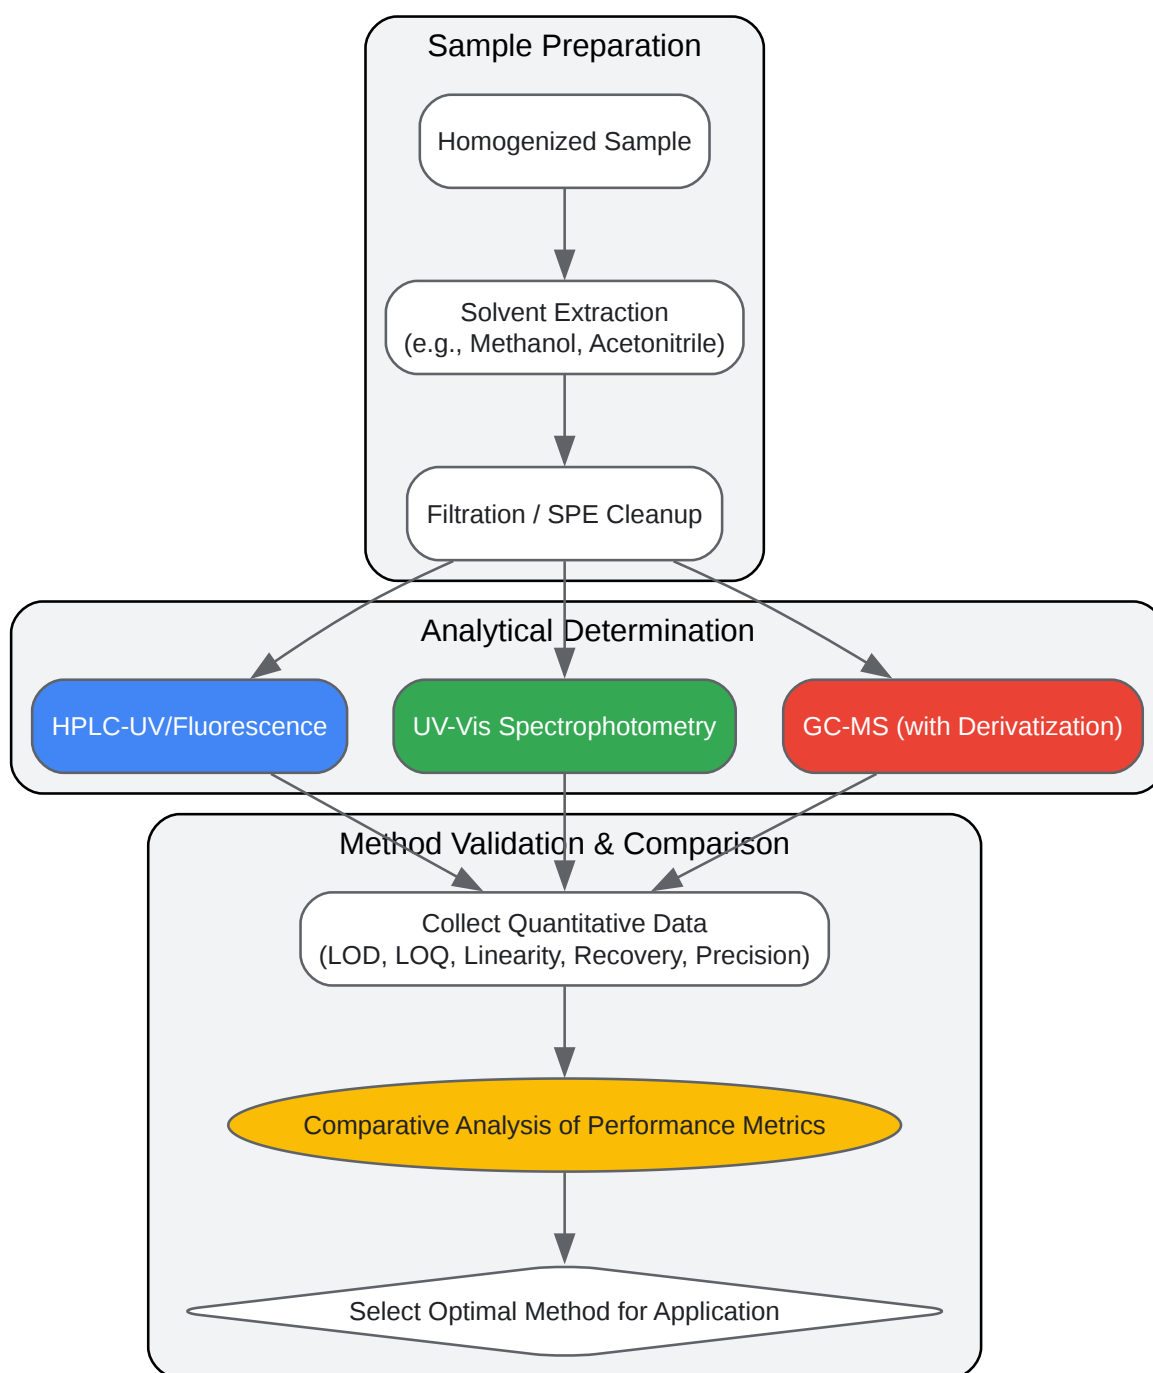 Sample Preparation
Homogenized Sample
Solvent Extraction
(e.g., Methanol, Acetonitrile)
Filtration / SPE Cleanup
Analytical Determination
HPLC-UV/Fluorescence
UV-Vis Spectrophotometry
GC-MS (with Derivatization)
Method Validation & Comparison
Collect Quantitative Data
(LOD, LOQ, Linearity, Recovery, Precision)
Comparative Analysis of Performance Metrics
Select Optimal Method for Application